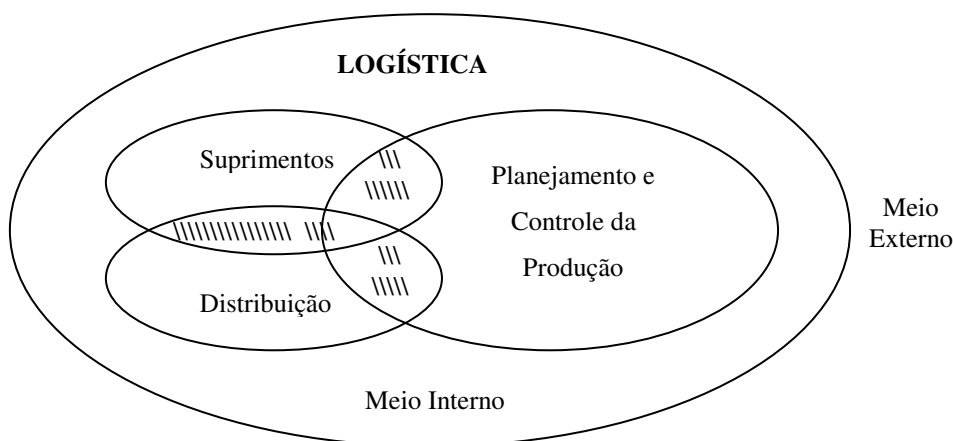 LOGÍSTICA
Suprimentos
\\\
\\\\\\
Planejamento e
Controle da
Produção
Meio
Externo
\\\\\\\\\\\\\\\ \\\\
\\\
\\\\\
Distribuição
Meio Interno